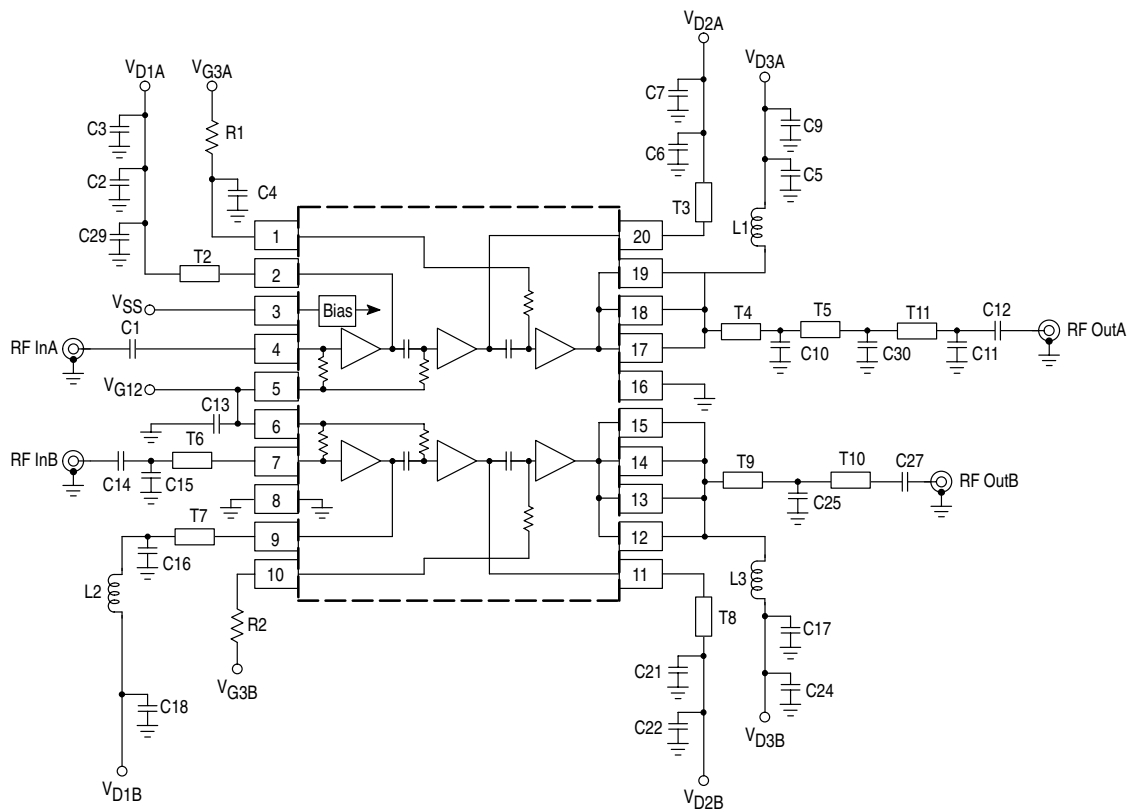 VD2A
VD1A
VG3A
VD3A
C7
C3
R1
C9
C6
C2
C4
C5
C29
T3
L1
T2
1
20
2
19
VSS
3
Bias
18
T4
T5
T11
C12
RF InA
C1
4
17
C10
C30
C11
RF OutA
VG12
5
16
C13
6
15
RF InB
C14
C15
T6
7
14
T9
T10
C27
RF OutB
8
13
C25
T7
9
12
C16
10
11
L2
R2
T8
L3
C17
VG3B
C21
C24
C18
C22
VD3B
VD1B
VD2B